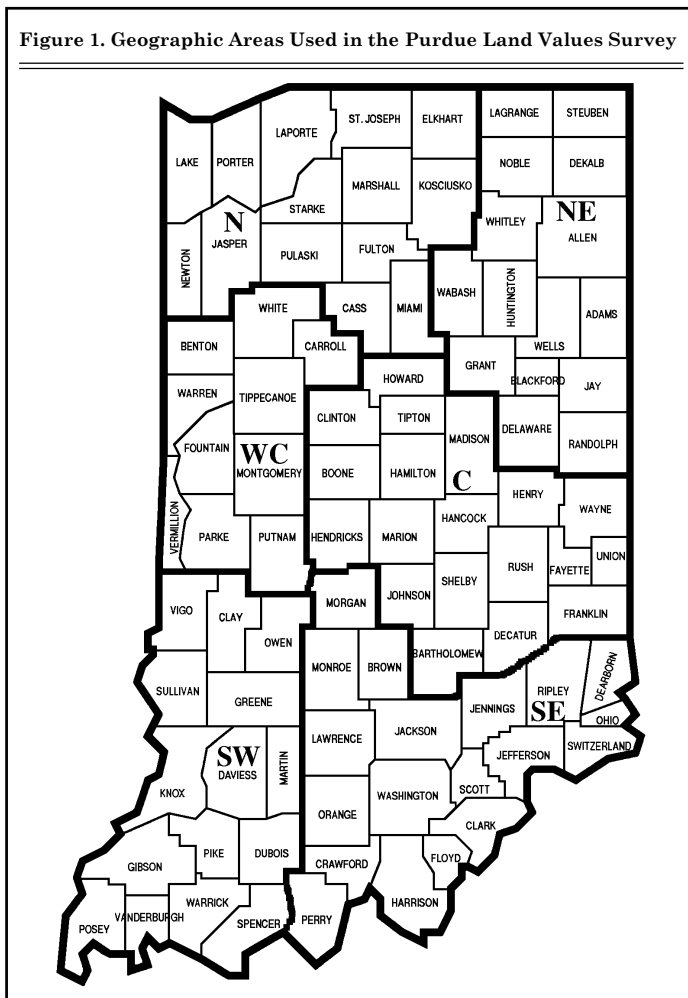 Figure 1. Geographic Areas Used in the Purdue Land Values Survey
LAGRANGE STEUBEN
ST. JOSEPH ELKHART
LAPORTE
LAKE PORTER
NOBLE DEKALB
MARSHALL KOSCIUSKO
STARKE
WHITLEY NE
ALLEN
N
JASPER
NEWTON PULASKI FULTON
WABASH HUNTINGTON
WHITE CASS MIAMI ADAMS
BENTON CARROLL WELLS
GRANT
HOWARD BLACKFORD JAY
WARREN TIPPECANOE
CLINTON TIPTON
DELAWARE
MADISON RANDOLPH
FOUNTAIN WC
MONTGOMERY BOONE HAMILTON C
HENRY
WAYNE
VERMILLION HANCOCK
PARKE PUTNAM HENDRICKS MARION
UNION
RUSH FAYETTE
SHELBY
JOHNSON
MORGAN
VIGO CLAY FRANKLIN
DECATUR
OWEN
BARTHOLOMEW
MONROE BROWN
DEARBORN
SULLIVAN RIPLEY
GREENE JENNINGS SE
OHIO
JACKSON
LAWRENCE SWITZERLAND
SW JEFFERSON
DAVIESS MARTIN
SCOTT
KNOX WASHINGTON
ORANGE
CLARK
PIKE DUBOIS
FLOYD
GIBSON CRAWFORD
HARRISON
WARRICK
VANDERBURGH PERRY
SPENCER
POSEY